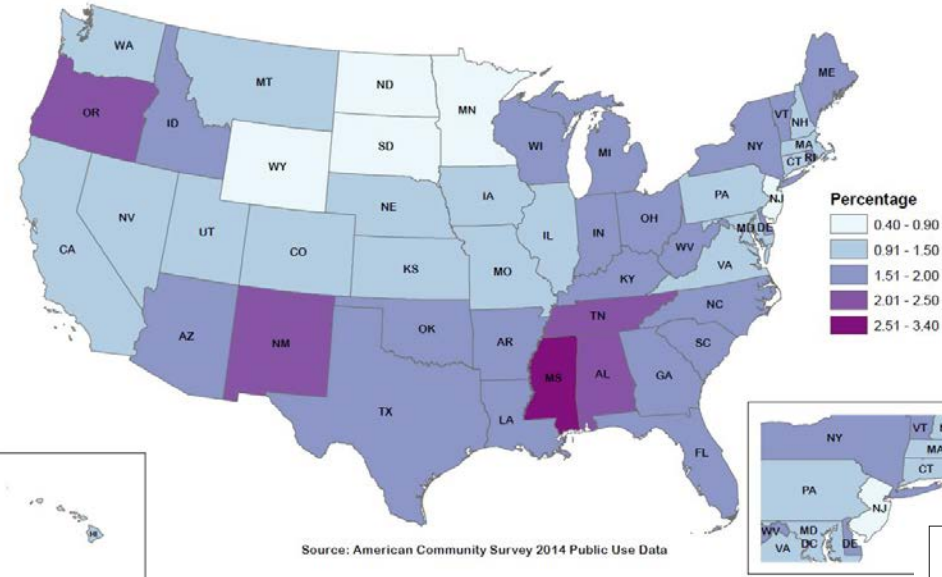 WA
MT
ND
MN
ME
OR
ID
VT
NH
SD
WI
NY
MA
WY
MI
CT RI
IA
PA
NJ
NE
NV
OH
MD DE
IL
IN
UT
WV
CA
CO
VA
KS
MO
KY
NC
TN
AZ
OK
NM
AR
SC
MS
AL
GA
TX
LA
FL
Percentage
0.40 - 0.90
0.91 - 1.50
1.51 - 2.00
2.01 - 2.50
2.51 - 3.40
HI
Source: American Community Survey 2014 Public Use Data
VT
NY
MA
CT
PA
NJ
WV
MD
DC
DE
VA